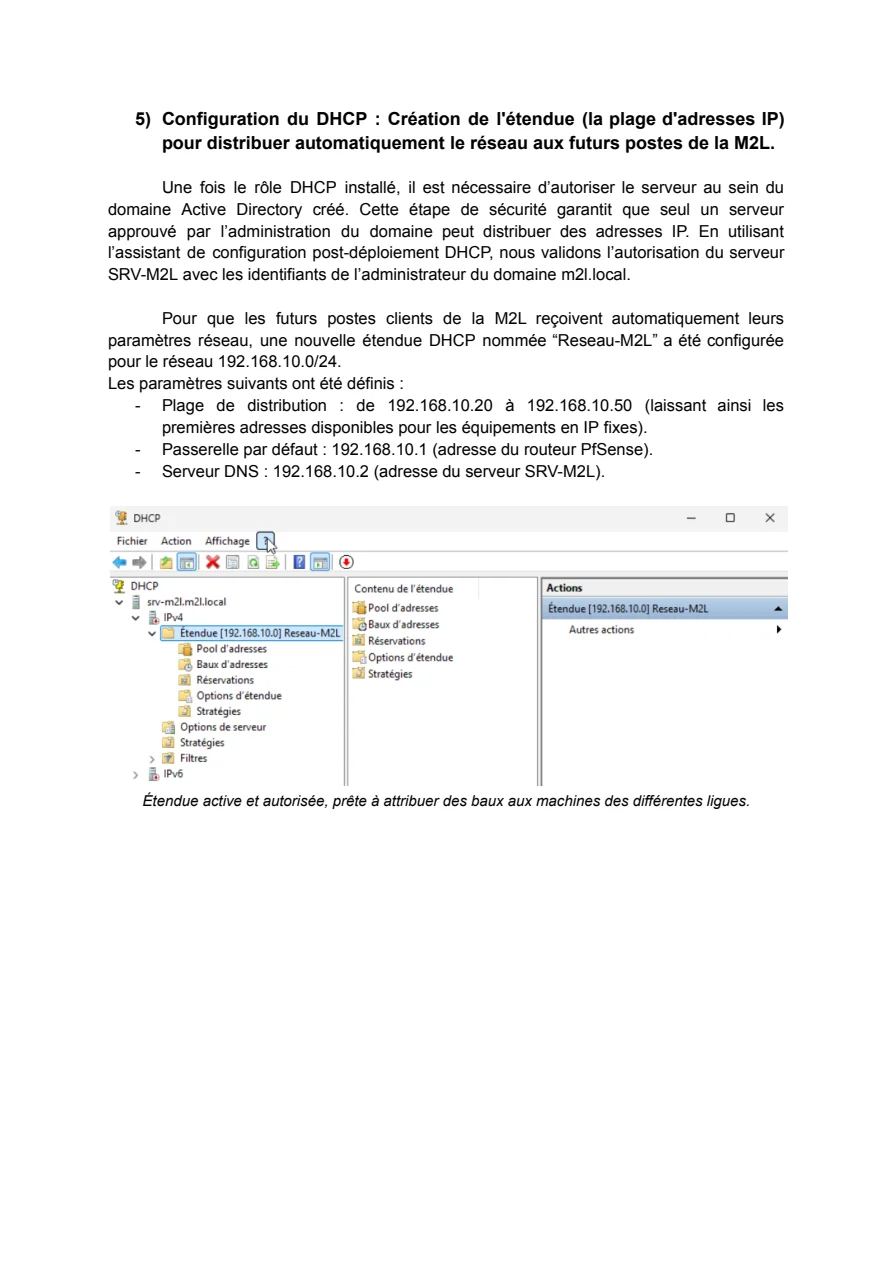 5) Configuration du DHCP : Création de l'étendue (la plage d'adresses IP)
pour distribuer automatiquement le réseau aux futurs postes de la M2L.
Une fois le rôle DHCP installé, il est nécessaire d’autoriser le serveur au sein du
domaine Active Directory créé. Cette étape de sécurité garantit que seul un serveur
approuvé par l’administration du domaine peut distribuer des adresses IP. En utilisant
l’assistant de configuration post-déploiement DHCP, nous validons l’autorisation du serveur
SRV-M2L avec les identifiants de l’administrateur du domaine m2l.local.
Pour que les futurs postes clients de la M2L reçoivent automatiquement leurs
paramètres réseau, une nouvelle étendue DHCP nommée “Reseau-M2L” a été configurée
pour le réseau 192.168.10.0/24.
Les paramètres suivants ont été définis :
- Plage de distribution : de 192.168.10.20 à 192.168.10.50 (laissant ainsi les
premières adresses disponibles pour les équipements en IP fixes).
- Passerelle par défaut : 192.168.10.1 (adresse du routeur PfSense).
- Serveur DNS : 192.168.10.2 (adresse du serveur SRV-M2L).
DHCP
Fichier Action Affichage ?
DHCP
srv-m2l.m2l.local
IPv4
Étendue [192.168.10.0] Reseau-M2L
Pool d'adresses
Baux d'adresses
Réservations
Options d'étendue
Stratégies
Options de serveur
Stratégies
Filtres
IPv6
Contenu de l'étendue
Pool d'adresses
Baux d'adresses
Réservations
Options d'étendue
Stratégies
Actions
Étendue [192.168.10.0] Reseau-M2L
Autres actions
Étendue active et autorisée, prête à attribuer des baux aux machines des différentes ligues.